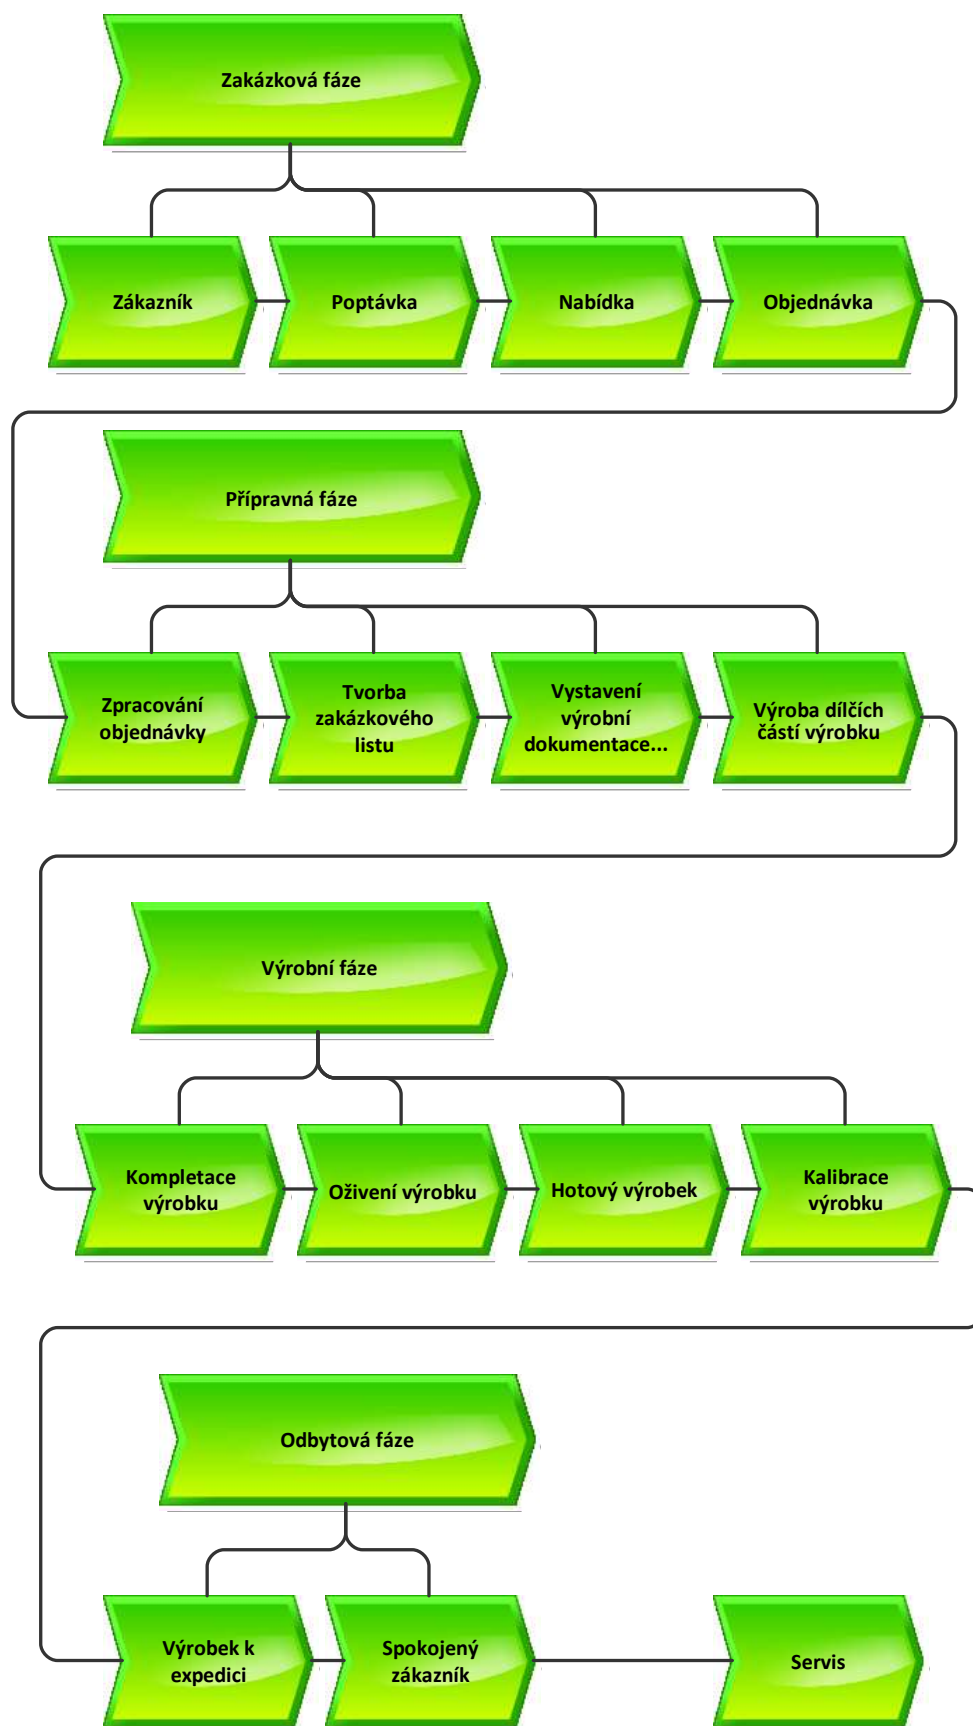 Zakázková fáze
Zákazník
Poptávka
Nabídka
Objednávka
Přípravná fáze
Zpracování
objednávky
Tvorba
zakázkového
listu
Vystavení
výrobní
dokumentace...
Výroba dílčích
částí výrobku
Výrobní fáze
Kompletace
výrobku
Oživení výrobku
Hotový výrobek
Kalibrace
výrobku
Odbytová fáze
Výrobek k
expedici
Spokojený
zákazník
Servis